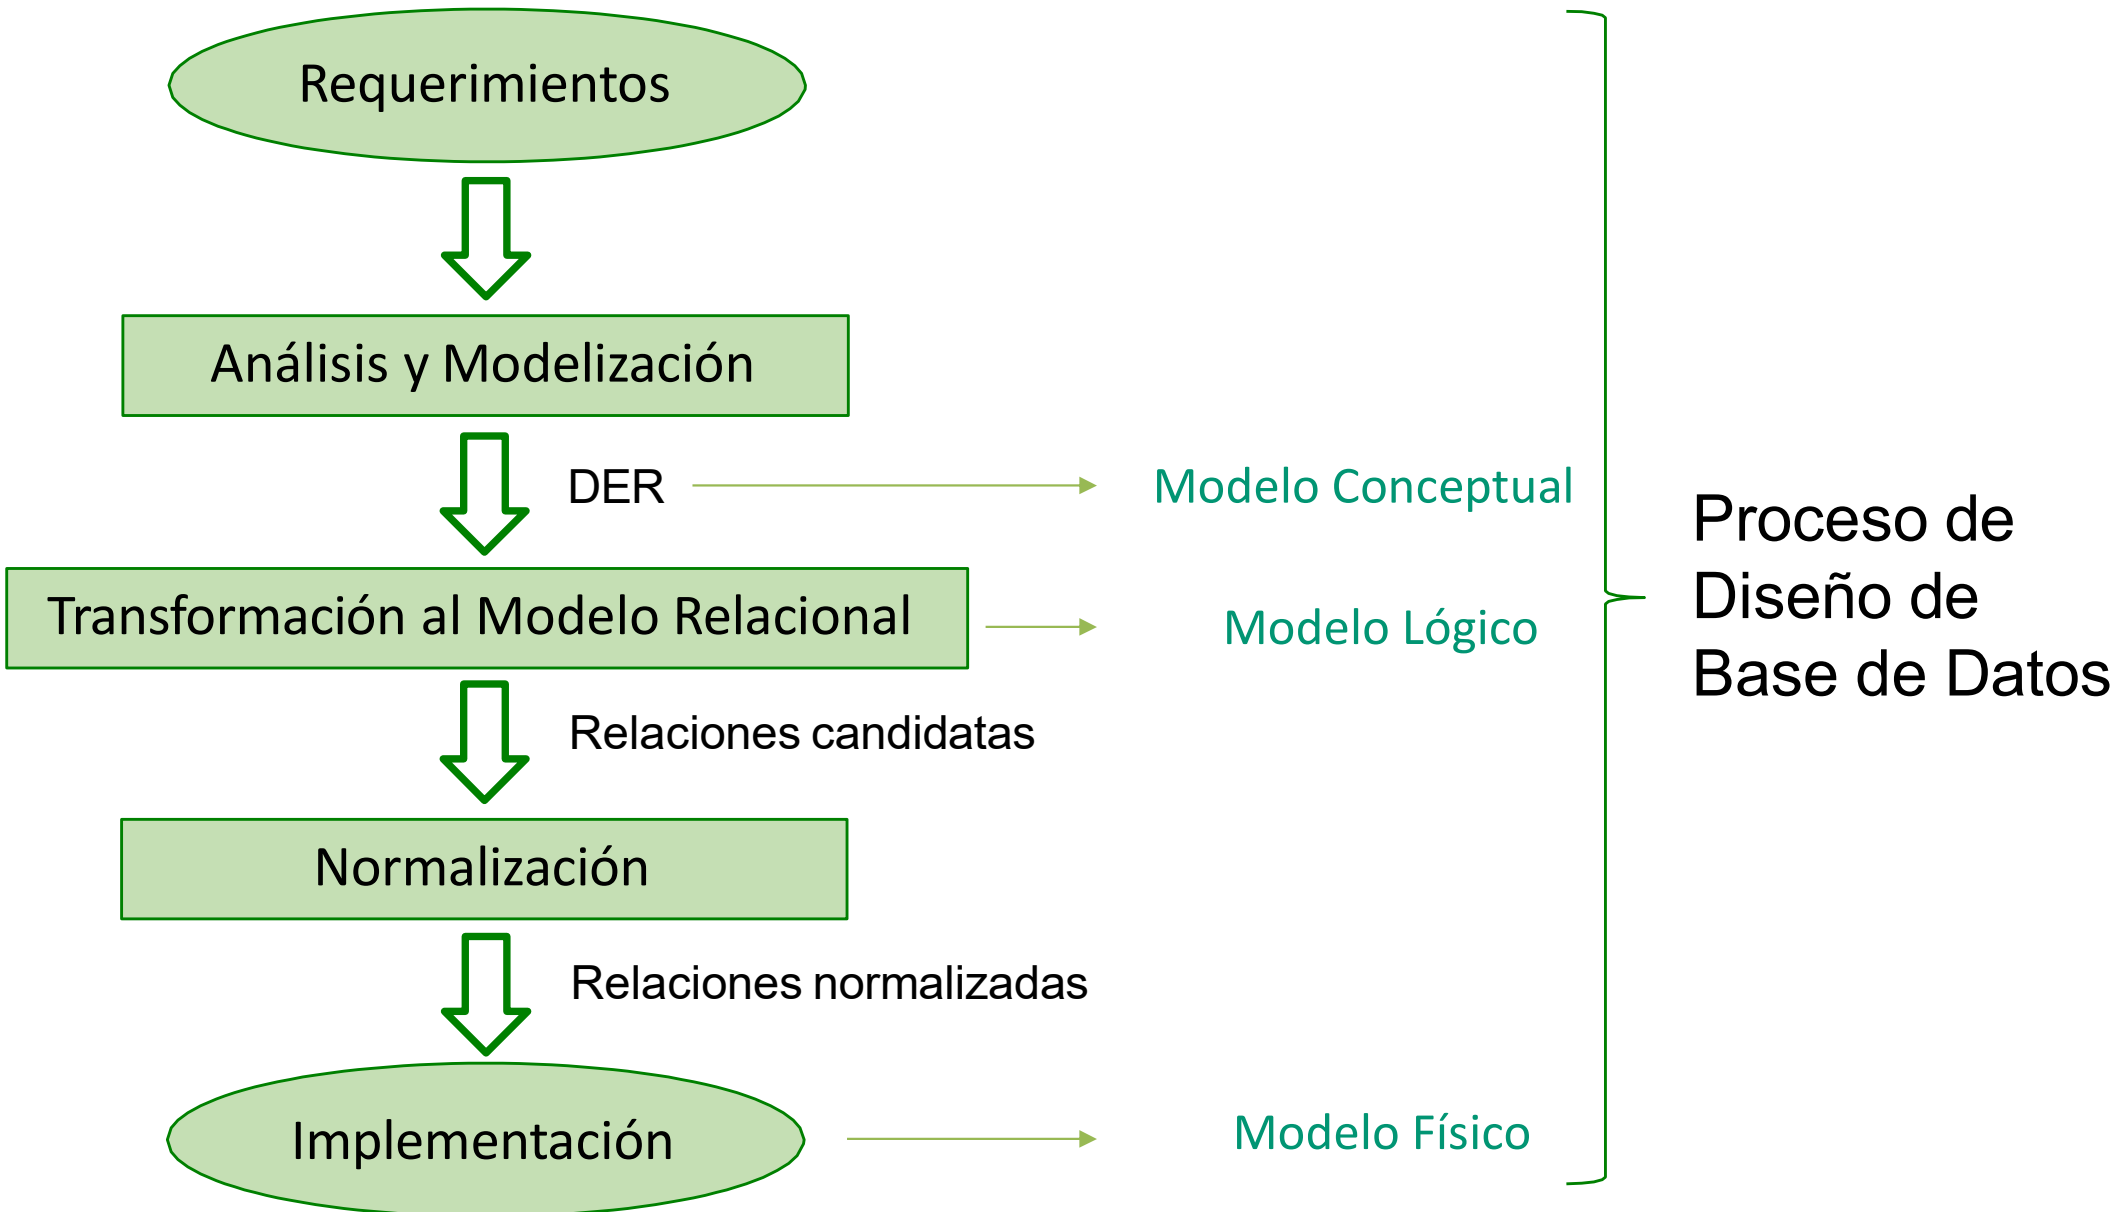 Requerimientos
Análisis y Modelización
DER
Modelo Conceptual
Transformación al Modelo Relacional
Modelo Lógico
Relaciones candidatas
Normalización
Relaciones normalizadas
Implementación
Modelo Físico
Proceso de
Diseño de
Base de Datos